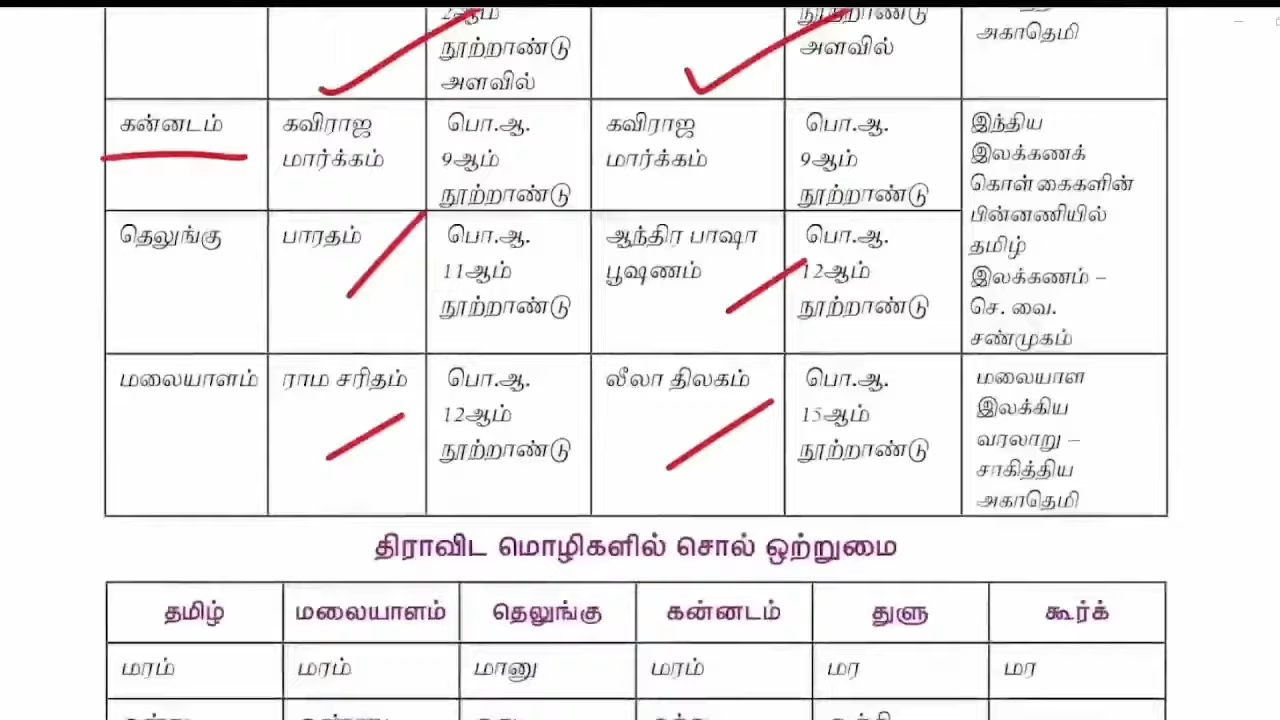 2ஆம் நூற்றாண்டு அளவில்
நூற்றாண்டு அளவில்
அகாதெமி
கன்னடம்
கவிராஜ மார்க்கம்
பொ.ஆ. 9ஆம் நூற்றாண்டு
கவிராஜ மார்க்கம்
பொ.ஆ. 9ஆம் நூற்றாண்டு
இந்திய
இலக்கணக்
கொள்கைகளின்
பின்னணியில்
தமிழ்
இலக்கணம் –
செ. வை.
சண்முகம்
தெலுங்கு
பாரதம்
பொ.ஆ. 11ஆம் நூற்றாண்டு
ஆந்திர பாஷா பூஷணம்
பொ.ஆ. 12ஆம் நூற்றாண்டு
மலையாளம்
ராம சரிதம்
பொ.ஆ. 12ஆம் நூற்றாண்டு
லீலா திலகம்
பொ.ஆ. 15ஆம் நூற்றாண்டு
மலையாள
இலக்கிய
வரலாறு –
சாகித்திய
அகாதெமி
திராவிட மொழிகளில் சொல் ஒற்றுமை
தமிழ் மலையாளம் தெலுங்கு கன்னடம் துளு கூர்க்
மரம் மரம் மானு மரம் மர மர